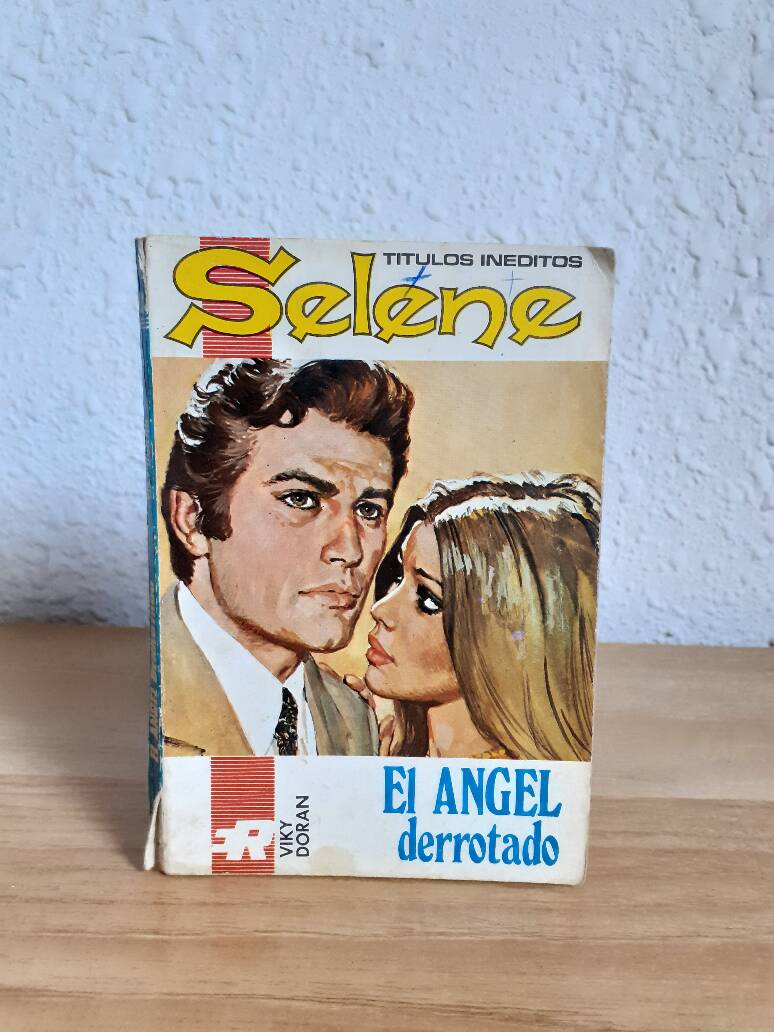 TITULOS INEDITOS
Selene
El ANGEL
derrotado
VIKY
DORAN